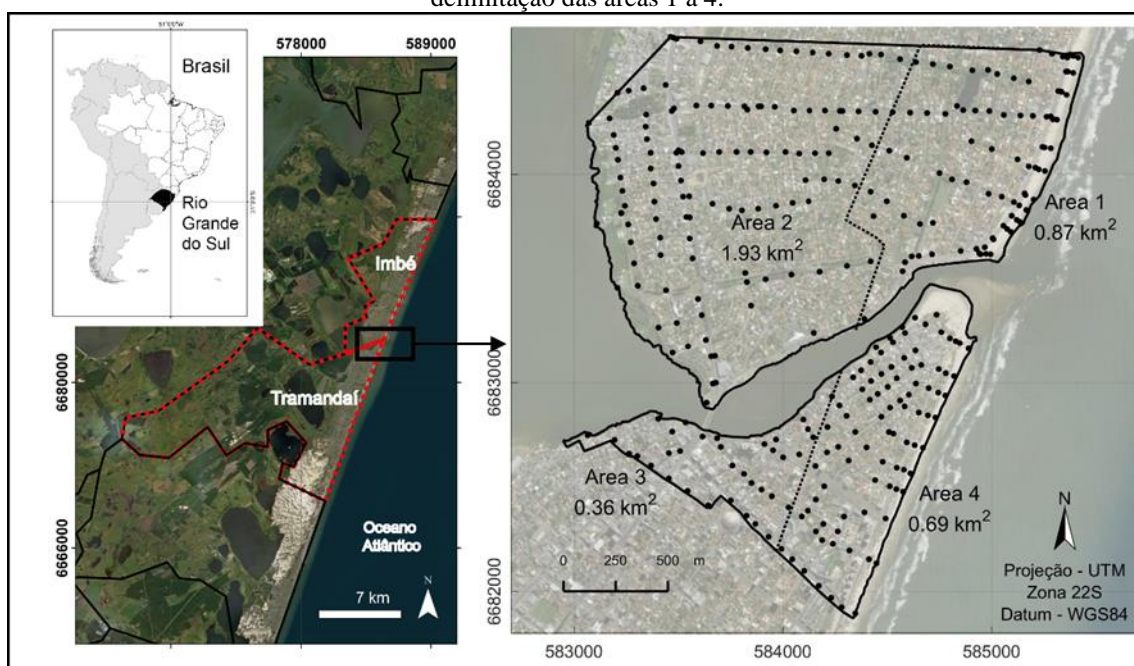 delimitação das áreas 1 a 4.
Brasil
Rio
Grande
do Sul
578000
589000
6680000
6666000
Imbé
Tramandaí
Oceano
Atlântico
N
7 km
6684000
6683000
6682000
Area 1
0.87 km²
Area 2
1.93 km²
Area 3
0.36 km²
Area 4
0.69 km²
0 250 500 m
N
Projeção - UTM
Zona 22S
Datum - WGS84
583000
584000
585000